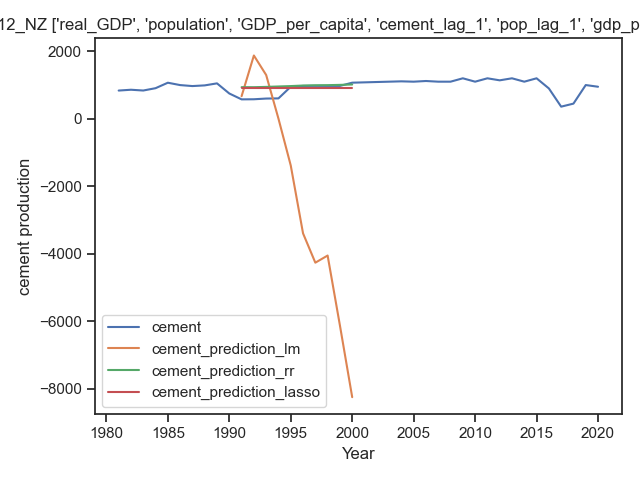 12_NZ ['real_GDP', 'population', 'GDP_per_capita', 'cement_lag_1', 'pop_lag_1', 'gdp_p
2000
0
−2000
−4000
−6000
−8000
cement production
cement
cement_prediction_lm
cement_prediction_rr
cement_prediction_lasso
1980 1985 1990 1995 2000 2005 2010 2015 2020
Year